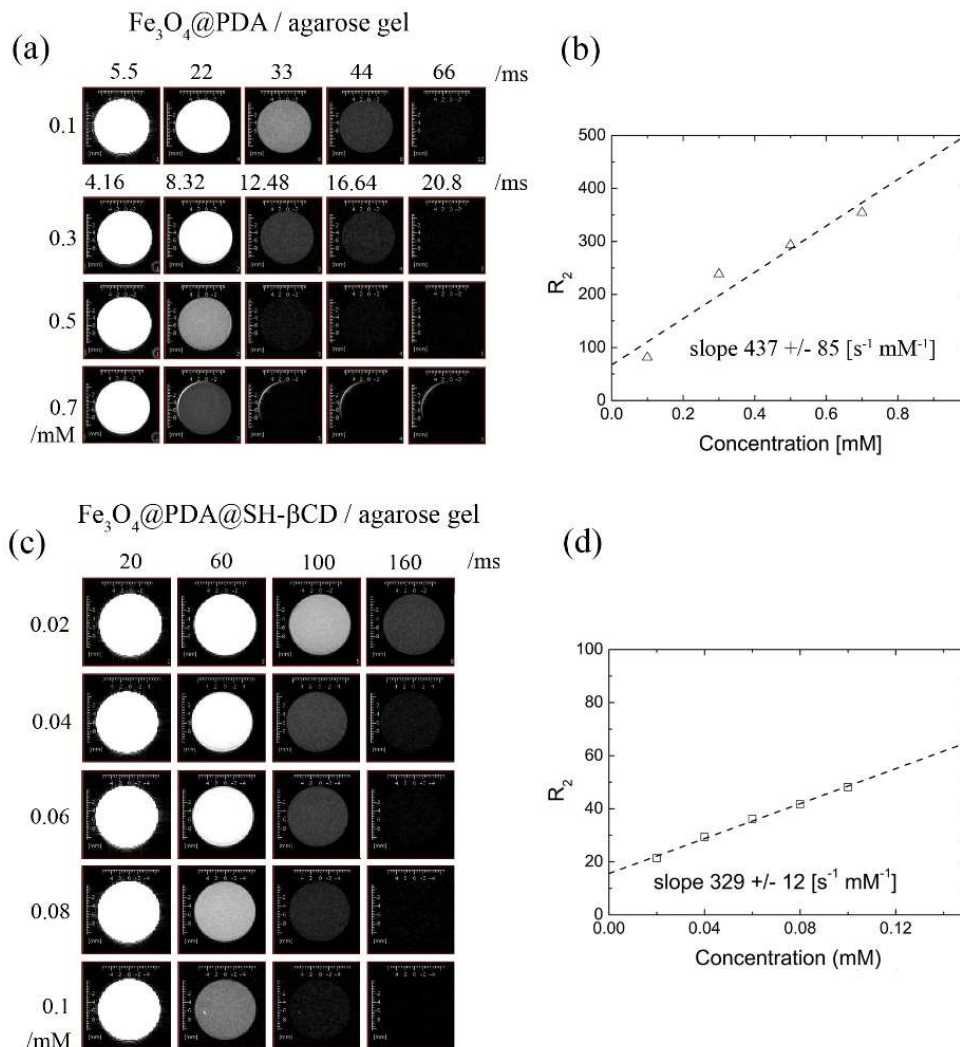 Fe₃O₄@PDA / agarose gel
(a)
5.5 22 33 44 66 /ms
0.1
4.16 8.32 12.48 16.64 20.8 /ms
0.3
0.5
0.7
/mM
[mm]
(b)
500
400
300
200
100
0
R₂
slope 437 +/- 85 [s⁻¹ mM⁻¹]
0.0 0.2 0.4 0.6 0.8
Concentration [mM]
Fe₃O₄@PDA@SH-βCD / agarose gel
(c)
20 60 100 160 /ms
0.02
0.04
0.06
0.08
0.1
/mM
[mm]
(d)
100
80
60
40
20
0
R₂
slope 329 +/- 12 [s⁻¹ mM⁻¹]
0.00 0.04 0.08 0.12
Concentration (mM)